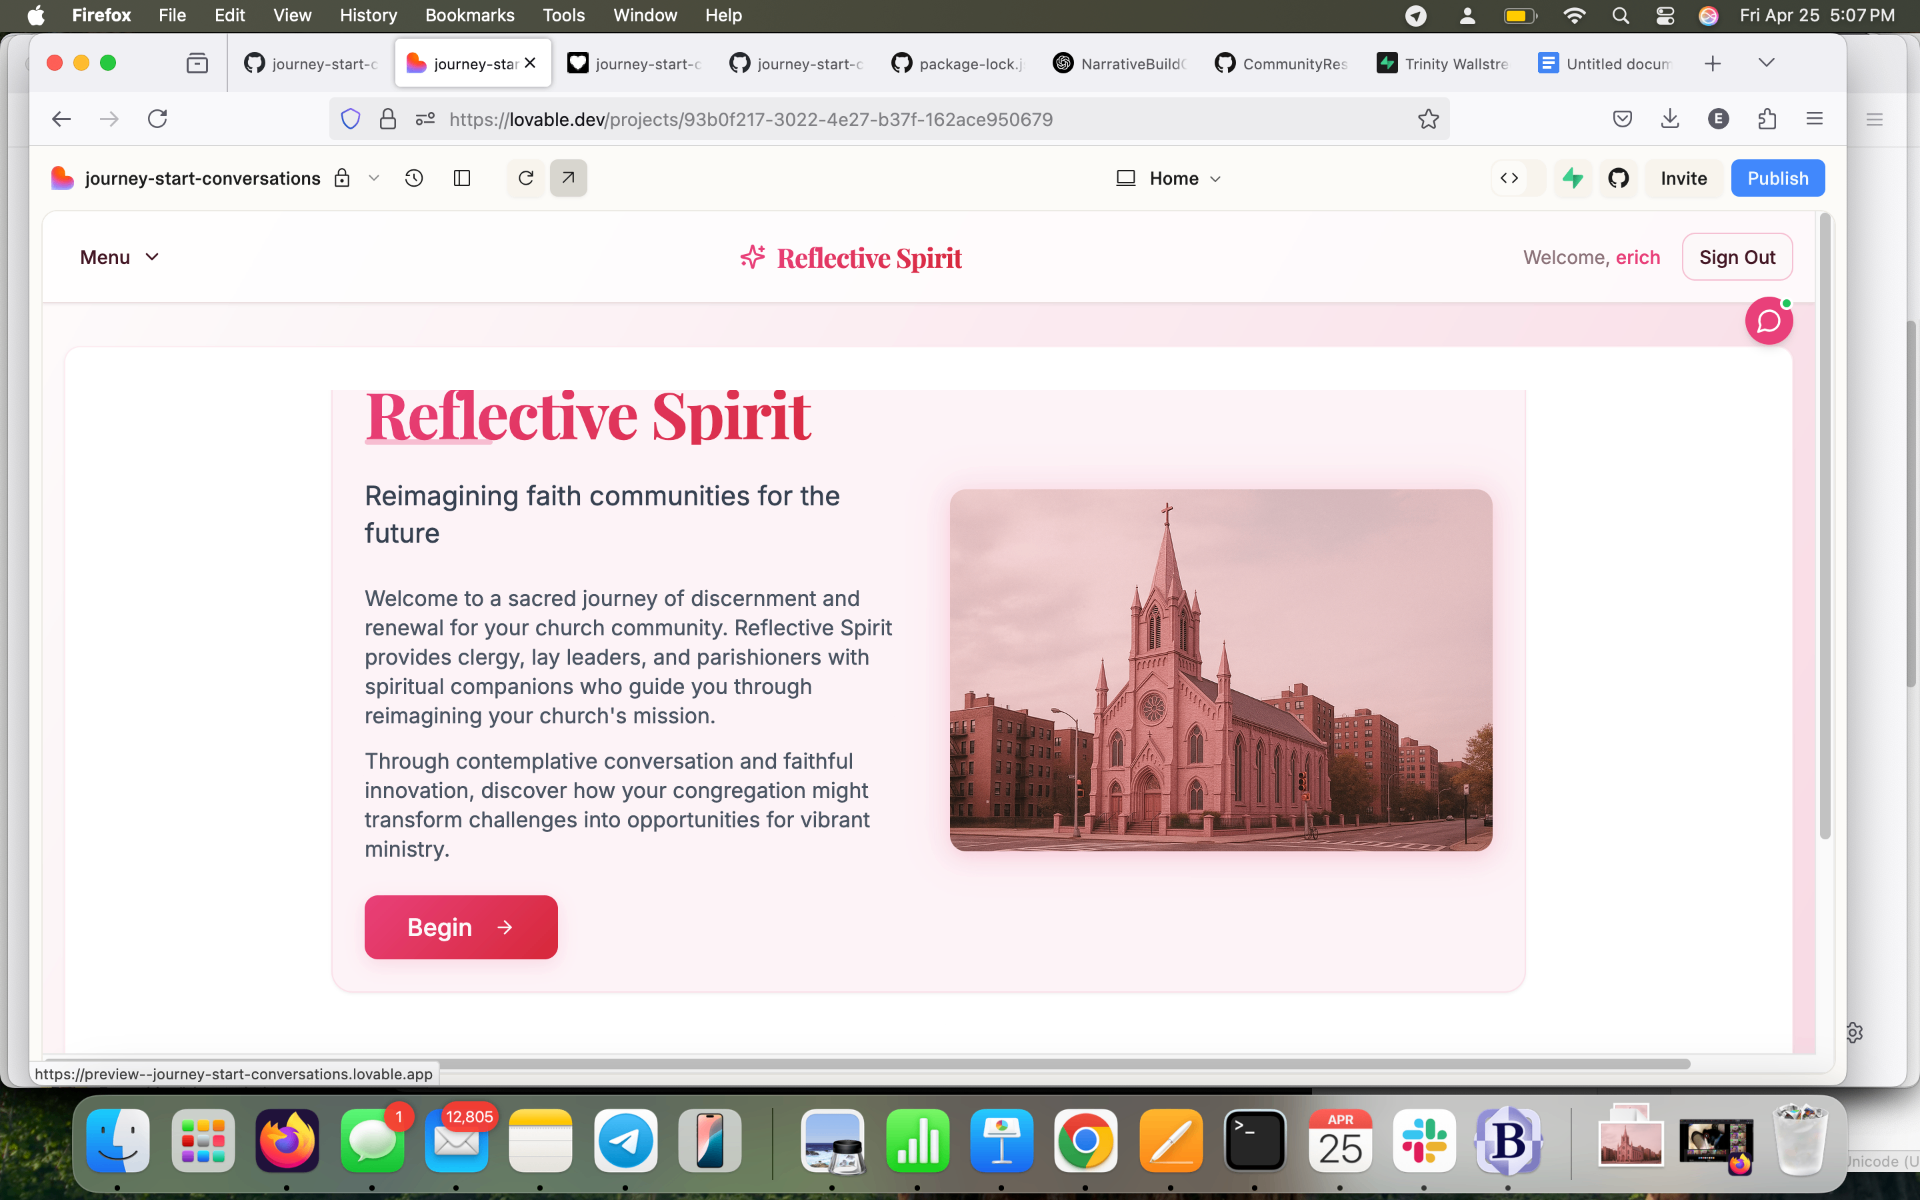 Firefox File Edit View History Bookmarks Tools Window Help Fri Apr 25 5:07 PM
journey-start-c journey-star journey-start-c journey-start-c package-lock.j NarrativeBuild CommunityRes Trinity Wallstre Untitled docum
https://lovable.dev/projects/93b0f217-3022-4e27-b37f-162ace950679 E
journey-start-conversations Home Invite Publish
Menu Reflective Spirit Welcome, erich Sign Out
Reflective Spirit
Reimagining faith communities for the
future
Welcome to a sacred journey of discernment and
renewal for your church community. Reflective Spirit
provides clergy, lay leaders, and parishioners with
spiritual companions who guide you through
reimagining your church's mission.
Through contemplative conversation and faithful
innovation, discover how your congregation might
transform challenges into opportunities for vibrant
ministry.
Begin
https://preview--journey-start-conversations.lovable.app
1 12,805 APR
25 B
Unicode (U